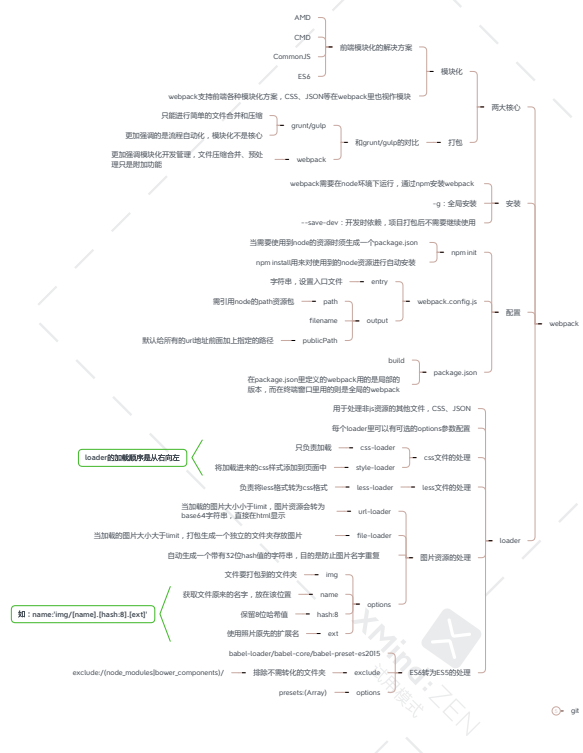 AMD
CMD
CommonJS
ES6
前端模块化的解决方案
模块化
webpack支持前端各种模块化方案，CSS、JSON等在webpack里也视作模块
两大核心
只能进行简单的文件合并和压缩
更加强调的是流程自动化，模块化不是核心
grunt/gulp
和grunt/gulp的对比
打包
更加强调模块化开发管理，文件压缩合并、预处
理只是附加功能
webpack
webpack需要在node环境下运行，通过npm安装webpack
-g：全局安装
安装
--save-dev：开发时依赖，项目打包后不需要继续使用
当需要使用到node的资源时须生成一个package.json
npm init
npm install用来对使用到的node资源进行自动安装
字符串，设置入口文件
entry
webpack.config.js
需引用node的path资源包
path
filename
output
默认给所有的url地址前面加上指定的路径
publicPath
配置
webpack
build
package.json
在package.json里定义的webpack用的是局部的
版本，而在终端窗口里用的则是全局的webpack
用于处理非js资源的其他文件，CSS、JSON
每个loader里可以有可选的options参数配置
只负责加载
css-loader
css文件的处理
将加载进来的css样式添加到页面中
style-loader
loader的加载顺序是从右向左
负责将less格式转为css格式
less-loader
less文件的处理
当加载的图片大小小于limit，图片资源会转为
base64字符串，直接在html显示
url-loader
当加载的图片大小大于limit，打包生成一个独立的文件夹存放图片
file-loader
loader
自动生成一个带有32位hash值的字符串，目的是防止图片名字重复
图片资源的处理
文件要打包到的文件夹
img
获取文件原来的名字，放在该位置
name
options
如：name:'img/[name].[hash:8].[ext]'
保留8位哈希值
hash:8
使用照片原先的扩展名
ext
babel-loader/babel-core/babel-preset-es2015
exclude:/(node_modules|bower_components)/
排除不需转化的文件夹
exclude
ES6转为ES5的处理
presets:(Array)
options
XMind:ZEN
试用模式
git